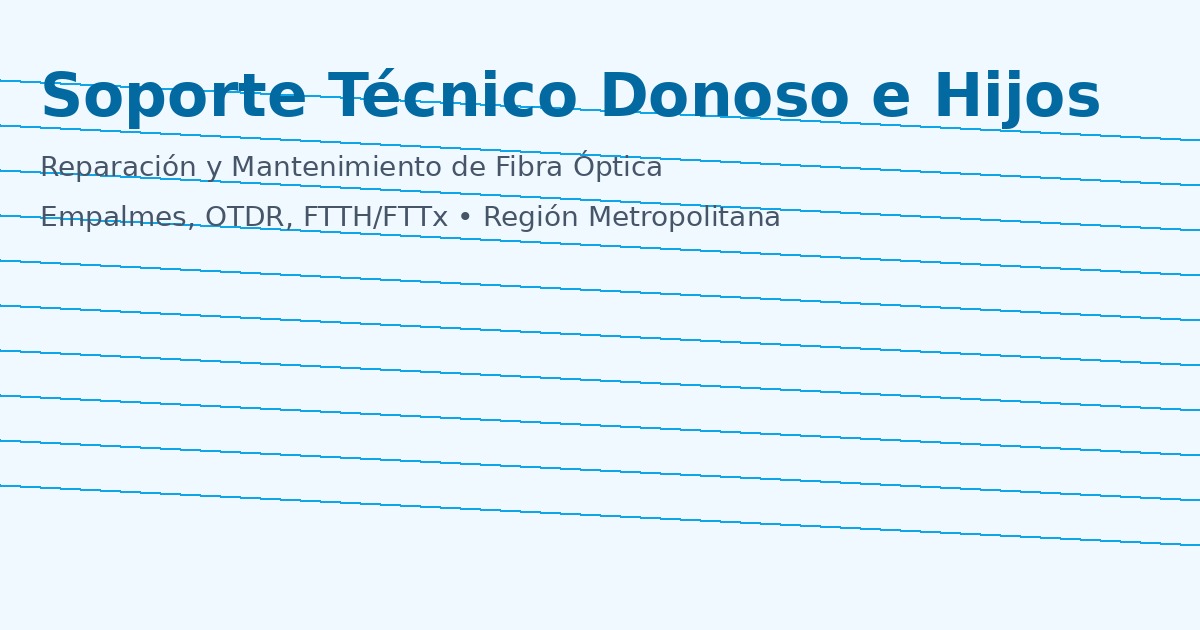 Soporte Técnico Donoso e Hijos
Reparación y Mantenimiento de Fibra Óptica
Empalmes, OTDR, FTTH/FTTx • Región Metropolitana